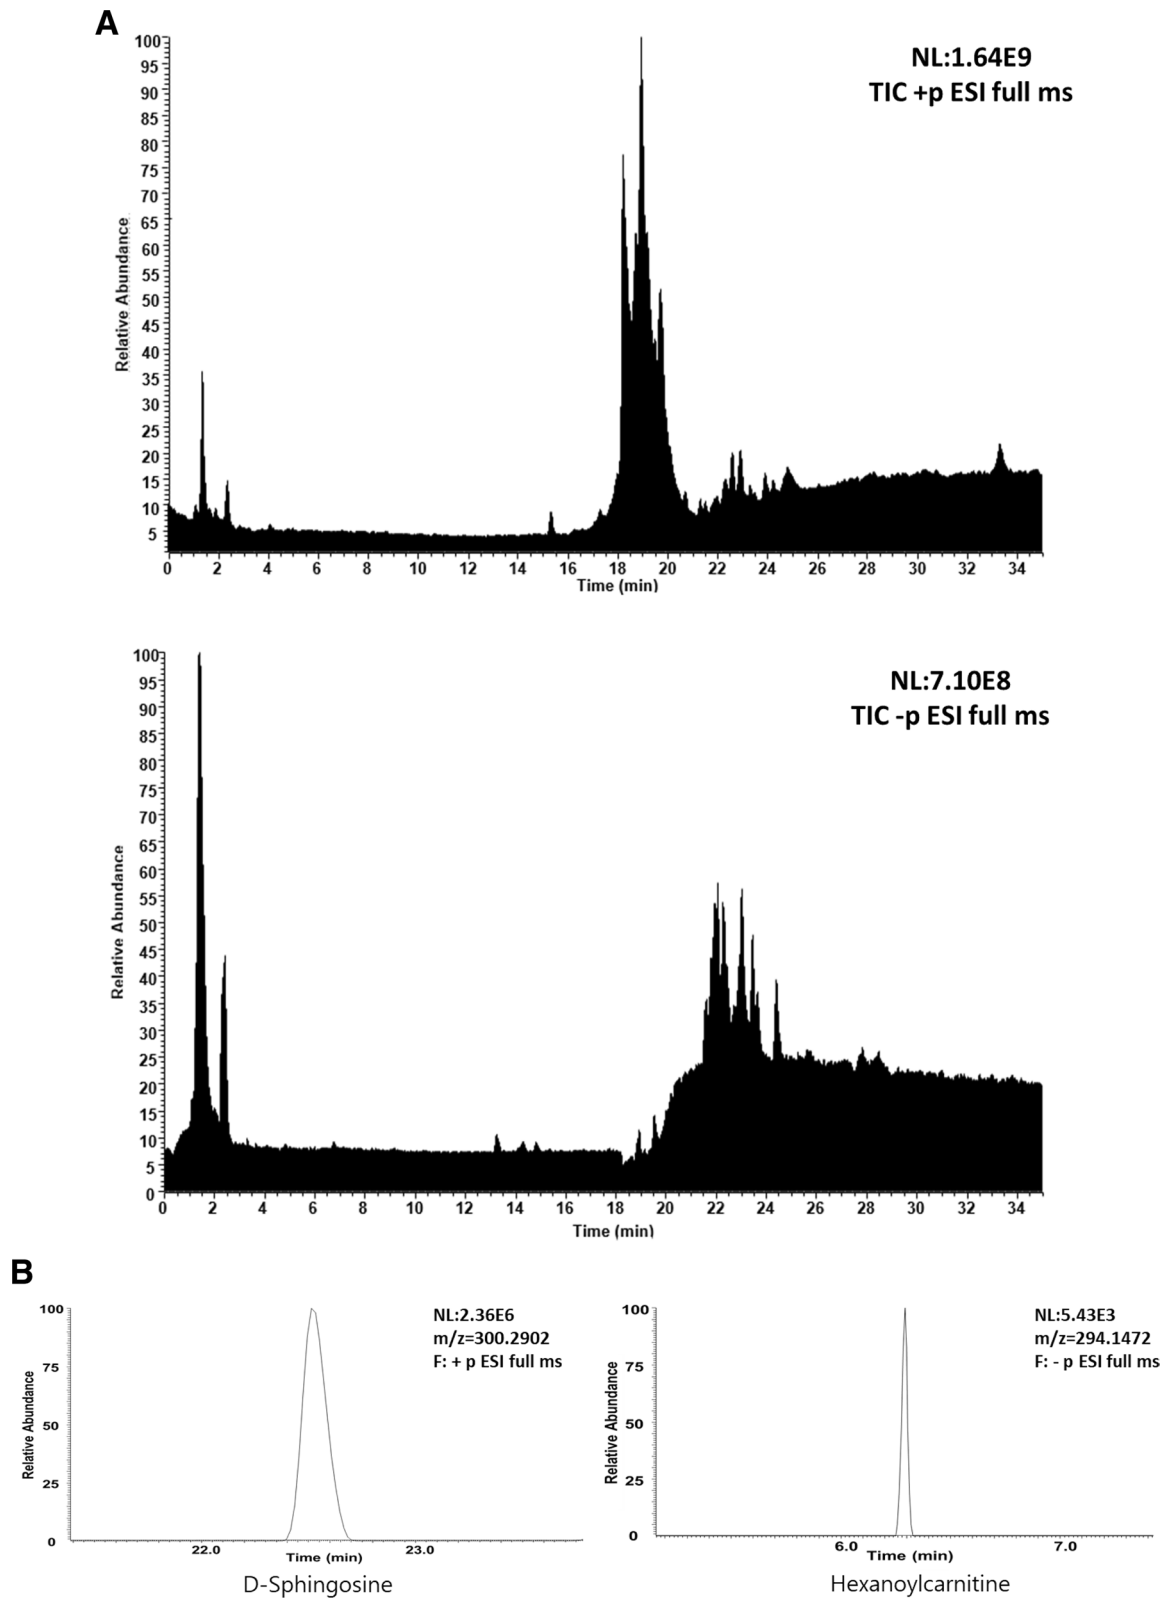 A
NL:1.64E9
TIC +p ESI full ms
Relative Abundance
100
95
90
85
80
75
70
65
60
55
50
45
40
35
30
25
20
15
10
5
0 2 4 6 8 10 12 14 16 18 20 22 24 26 28 30 32 34
Time (min)
NL:7.10E8
TIC -p ESI full ms
Relative Abundance
100
95
90
85
80
75
70
65
60
55
50
45
40
35
30
25
20
15
10
5
0
0 2 4 6 8 10 12 14 16 18 20 22 24 26 28 30 32 34
Time (min)
B
NL:2.36E6
m/z=300.2902
F: + p ESI full ms
Relative Abundance
100
75
50
25
0
22.0 23.0
Time (min)
D-Sphingosine
NL:5.43E3
m/z=294.1472
F: - p ESI full ms
Relative Abundance
100
75
50
25
0
6.0 7.0
Time (min)
Hexanoylcarnitine